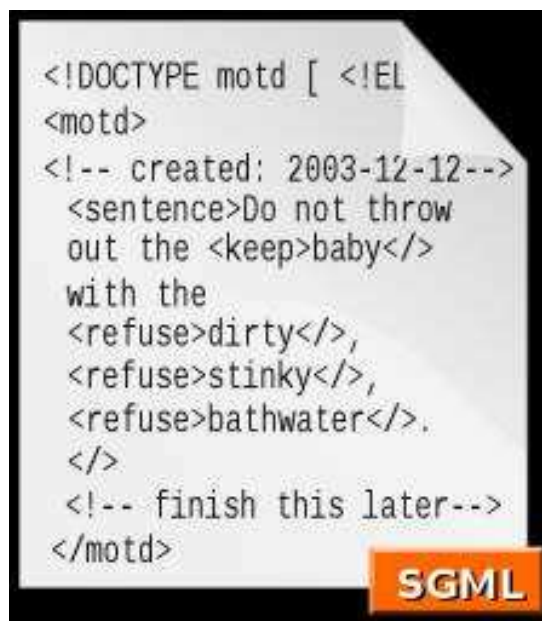 <!DOCTYPE motd [ <!EL
<motd>
<!-- created: 2003-12-12-->
<sentence>Do not throw
out the <keep>baby</>
with the
<refuse>dirty</>,
<refuse>stinky</>,
<refuse>bathwater</>.
</>
<!-- finish this later-->
</motd>
SGML